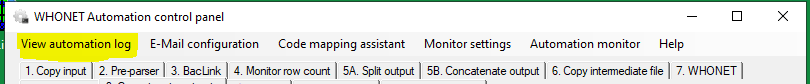 WHONET Automation control panel
View automation log E-Mail configuration Code mapping assistant Monitor settings Automation monitor Help
1. Copy input 2. Pre-parser 3. BacLink 4. Monitor row count 5A. Split output 5B. Concatenate output 6. Copy intermediate file 7. WHONET